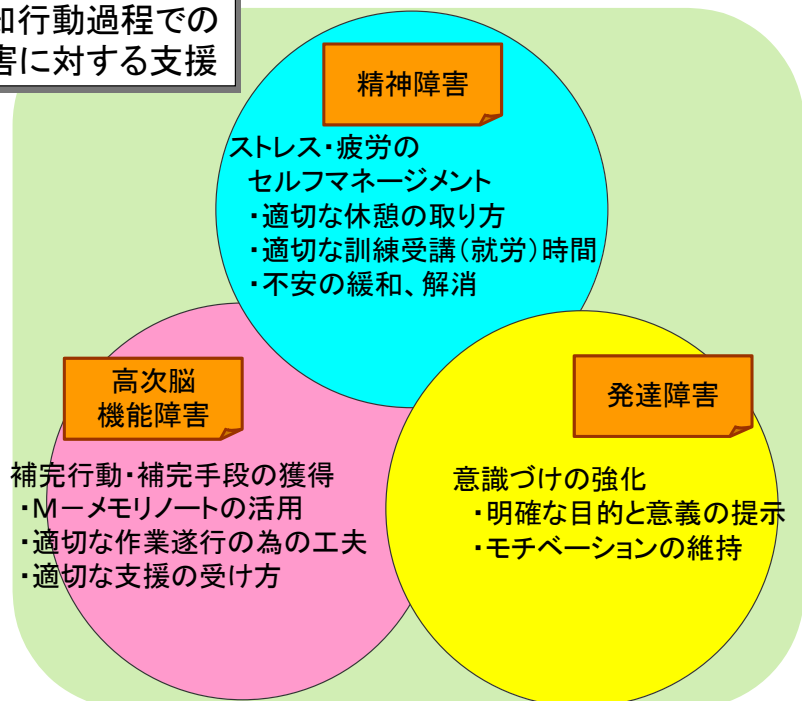 知行動過程での
害に対する支援
精神障害
ストレス・疲労の
セルフマネージメント
・適切な休憩の取り方
・適切な訓練受講(就労)時間
・不安の緩和、解消
高次脳
機能障害
補完行動・補完手段の獲得
・M－メモリノートの活用
・適切な作業遂行の為の工夫
・適切な支援の受け方
発達障害
意識づけの強化
・明確な目的と意義の提示
・モチベーションの維持